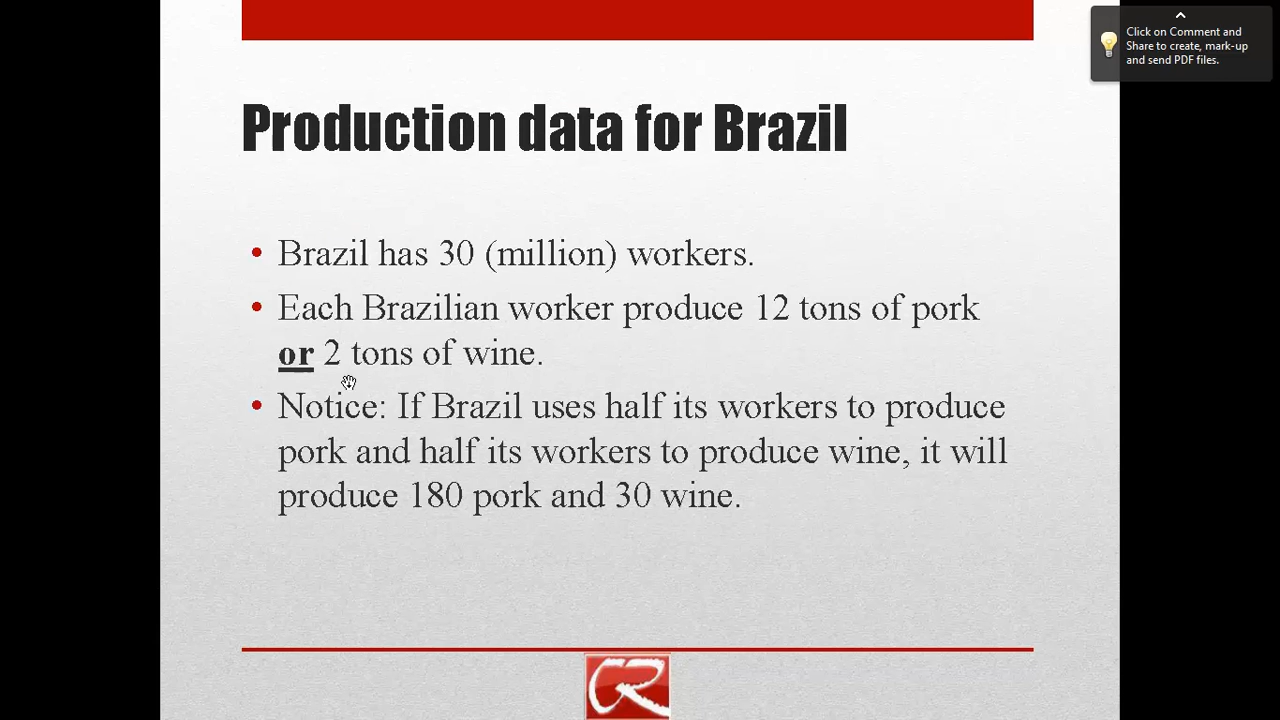 Click on Comment and
Share to create, mark-up
and send PDF files.
Production data for Brazil
• Brazil has 30 (million) workers.
• Each Brazilian worker produce 12 tons of pork
or 2 tons of wine.
• Notice: If Brazil uses half its workers to produce
pork and half its workers to produce wine, it will
produce 180 pork and 30 wine.
CR